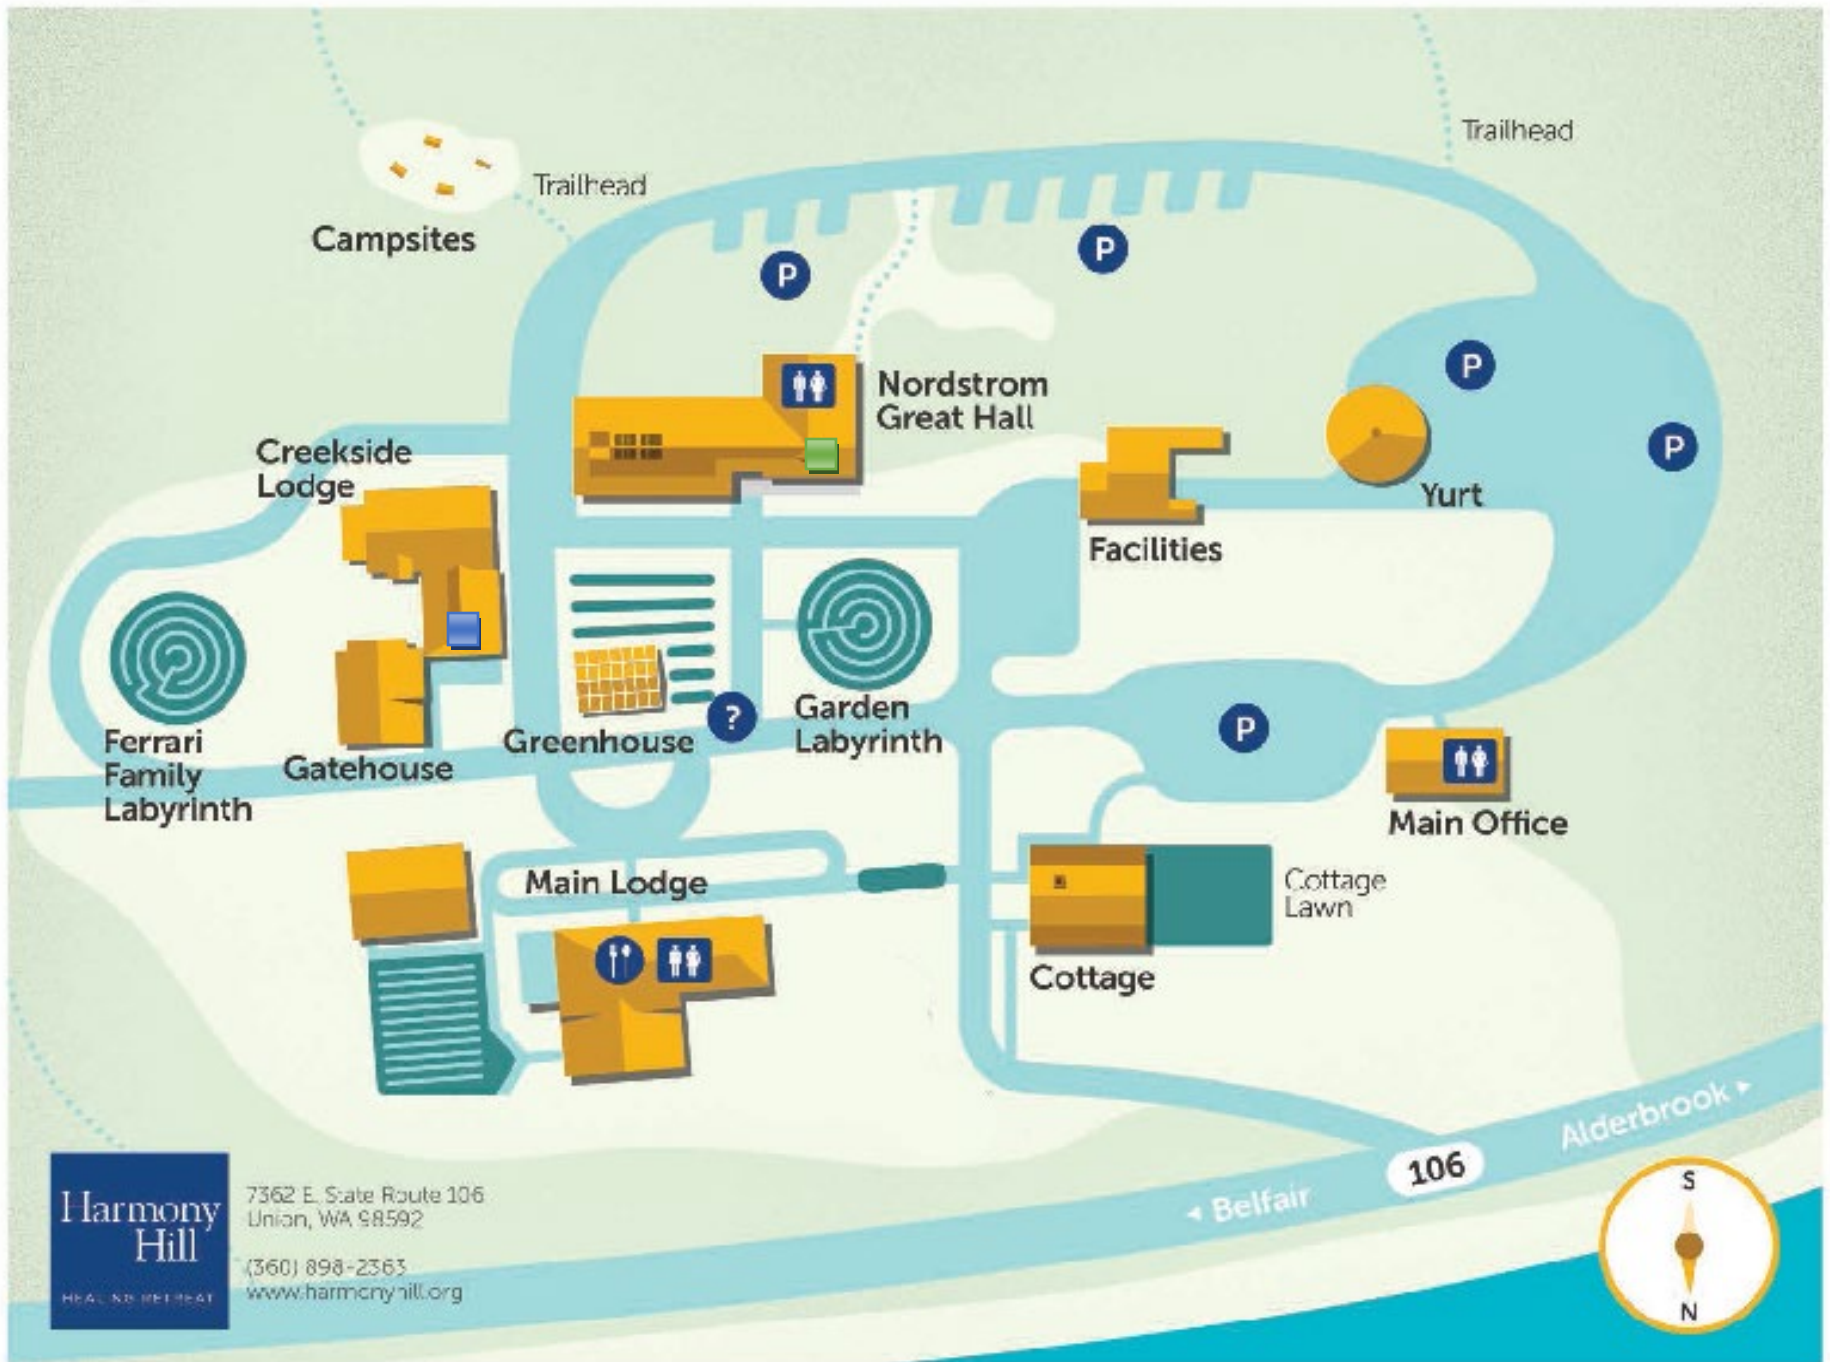 Trailhead
Trailhead
Campsites
P
P
P
P
Nordstrom
Great Hall
Creekside
Lodge
Yurt
Facilities
Ferrari
Family
Labyrinth
Gatehouse
Greenhouse
?
Garden
Labyrinth
P
Main Office
Main Lodge
Cottage
Lawn
Cottage
Alderbrook
106
Belfair
S
N
Harmony
Hill
HEALING RETREAT
7362 E. State Route 106
Union, WA 98592
(360) 898-2363
www.harmonyhill.org